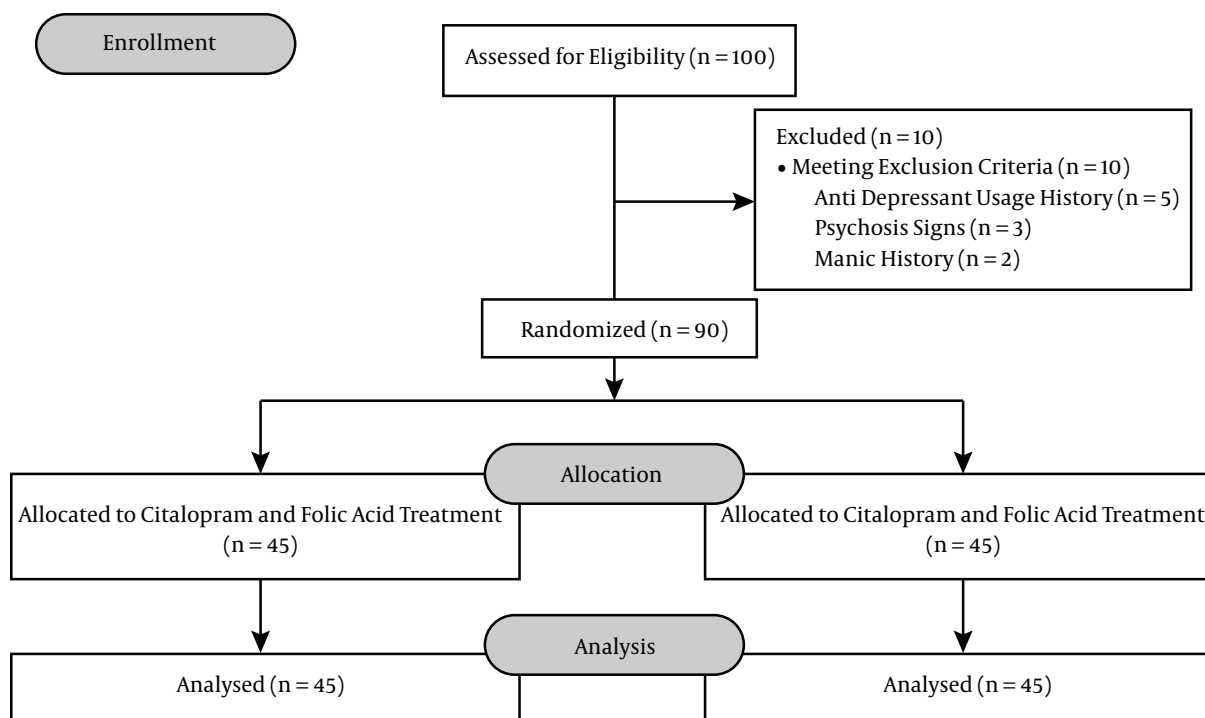 Enrollment
Assessed for Eligibility (n = 100)
Excluded (n = 10)
• Meeting Exclusion Criteria (n = 10)
Anti Depressant Usage History (n = 5)
Psychosis Signs (n = 3)
Manic History (n = 2)
Randomized (n = 90)
Allocation
Allocated to Citalopram and Folic Acid Treatment
(n = 45)
Allocated to Citalopram and Folic Acid Treatment
(n = 45)
Analysis
Analysed (n = 45)
Analysed (n = 45)